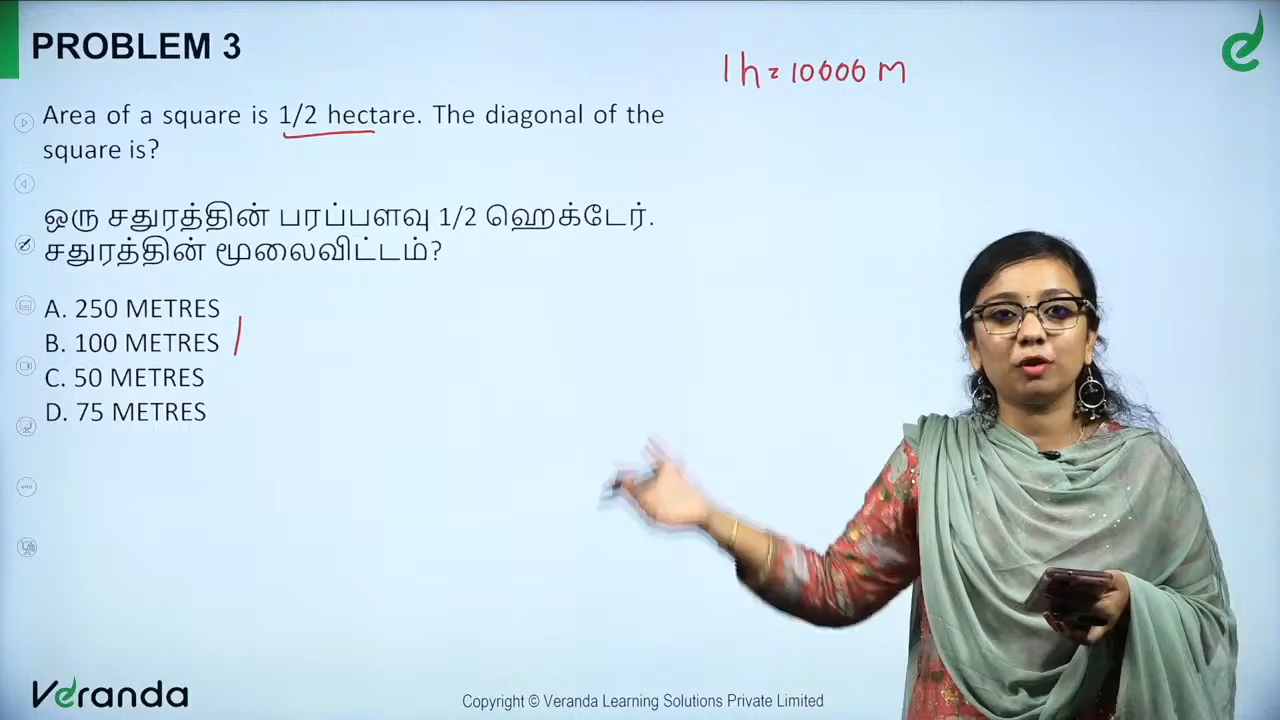 PROBLEM 3
1 h = 10000 m
Area of a square is 1/2 hectare. The diagonal of the
square is?
ஒரு சதுரத்தின் பரப்பளவு 1/2 ஹெக்டேர்.
சதுரத்தின் மூலைவிட்டம்?
A. 250 METRES
B. 100 METRES
C. 50 METRES
D. 75 METRES
Veranda
Copyright © Veranda Learning Solutions Private Limited